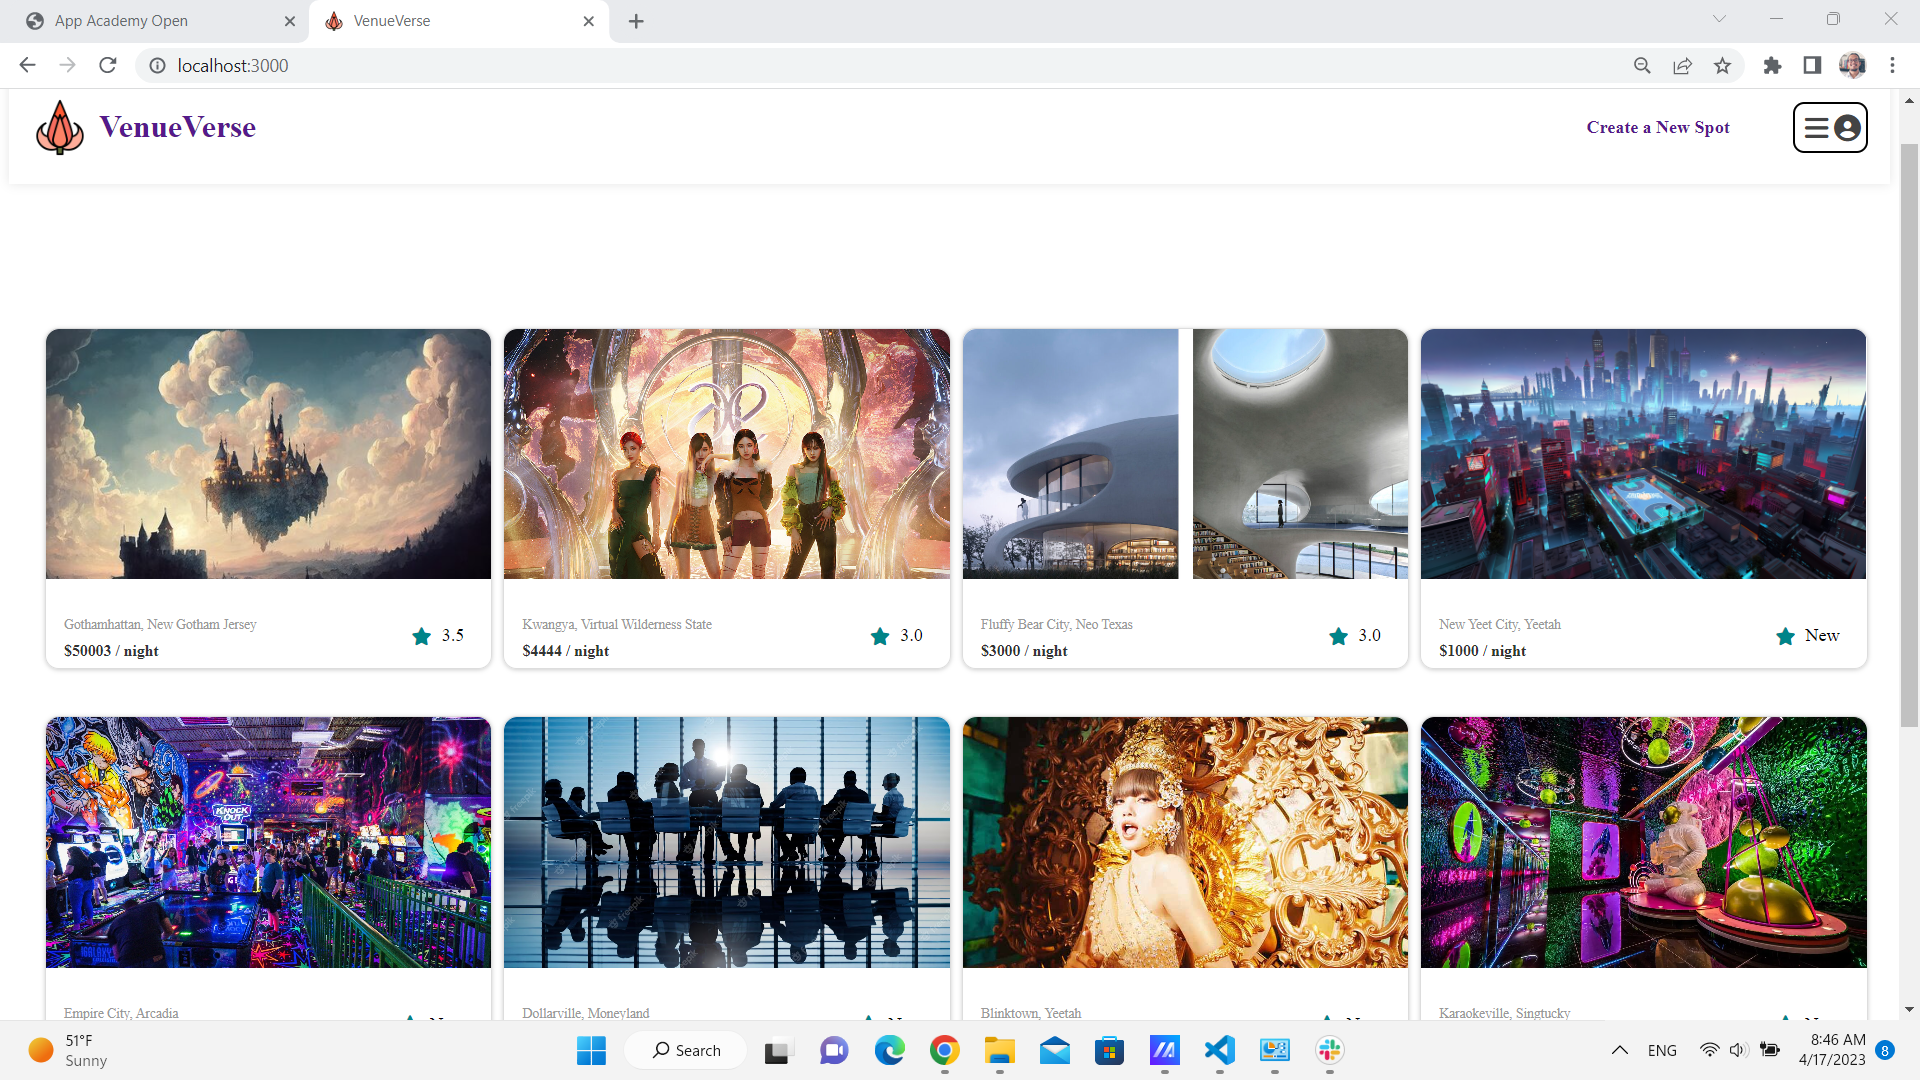 App Academy Open
VenueVerse
localhost:3000
VenueVerse
Create a New Spot
Gothamhattan, New Gotham Jersey
3.5
$50003 / night
Kwangya, Virtual Wilderness State
3.0
$4444 / night
Fluffy Bear City, Neo Texas
3.0
$3000 / night
New Yeet City, Yeetah
New
$1000 / night
KNOCK
OUT
Empire City, Arcadia
Dollarville, Moneyland
Blinktown, Yeetah
Karaokeville, Singtucky
51°F
Sunny
Search
ENG
8:46 AM
4/17/2023
8